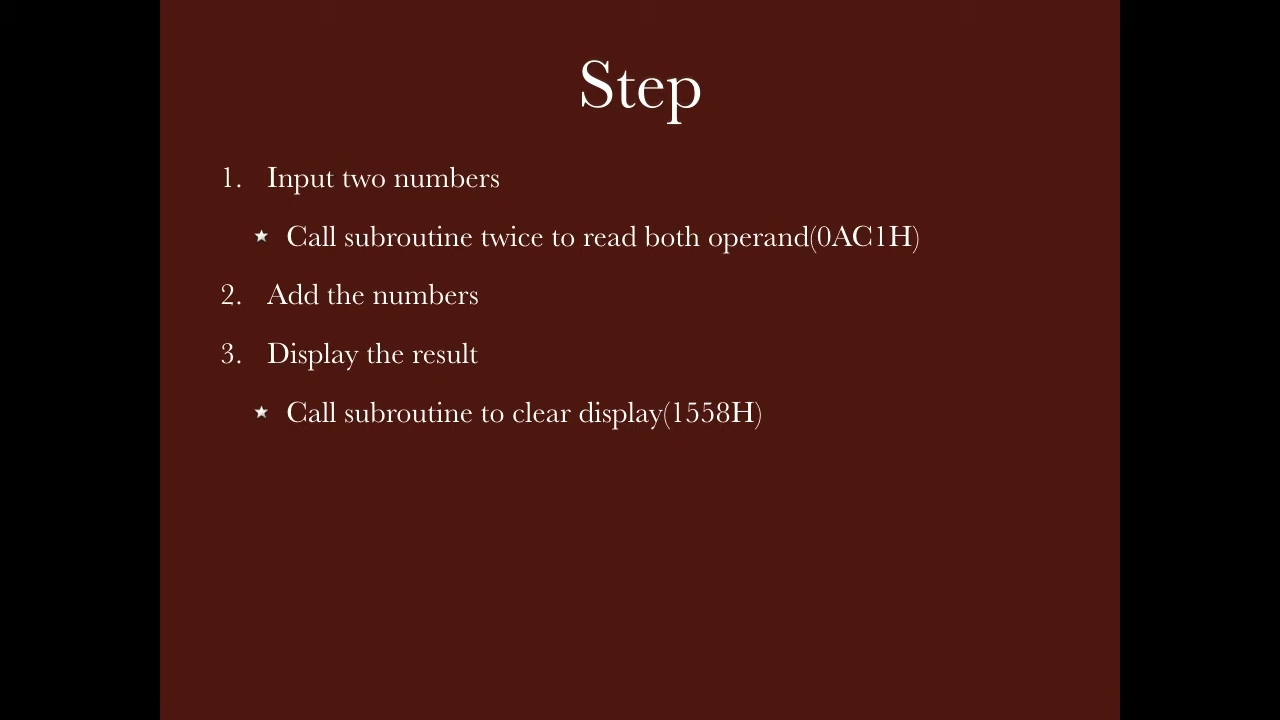 Step
1. Input two numbers
★ Call subroutine twice to read both operand(0AC1H)
2. Add the numbers
3. Display the result
★ Call subroutine to clear display(1558H)